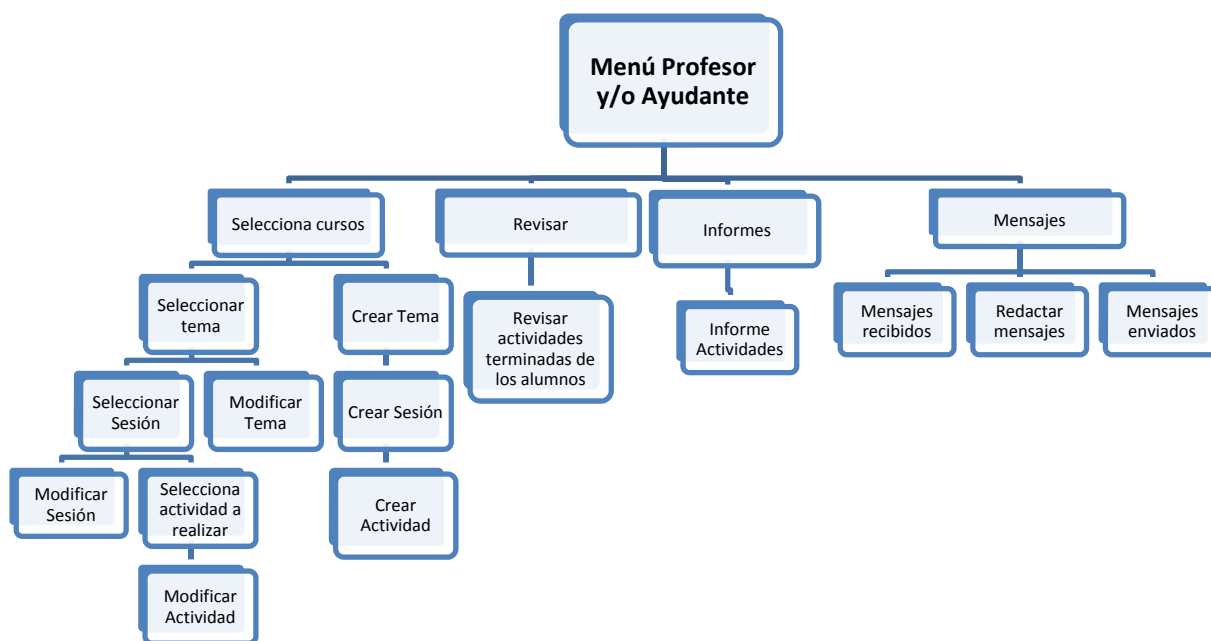 Menú Profesor
y/o Ayudante
Selecciona cursos
Revisar
Informes
Mensajes
Seleccionar
tema
Crear Tema
Revisar
actividades
terminadas de
los alumnos
Informe
Actividades
Mensajes
recibidos
Redactar
mensajes
Mensajes
enviados
Seleccionar
Sesión
Modificar
Tema
Crear Sesión
Modificar
Sesión
Selecciona
actividad a
realizar
Crear
Actividad
Modificar
Actividad